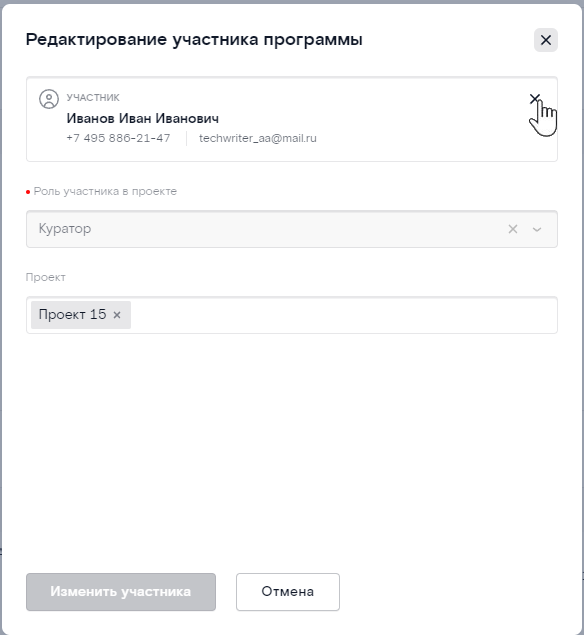 Редактирование участника программы
УЧАСТНИК
Иванов Иван Иванович
+7 495 886-21-47 techwriter_aa@mail.ru
Роль участника в проекте
Куратор
Проект
Проект 15
Изменить участника Отмена